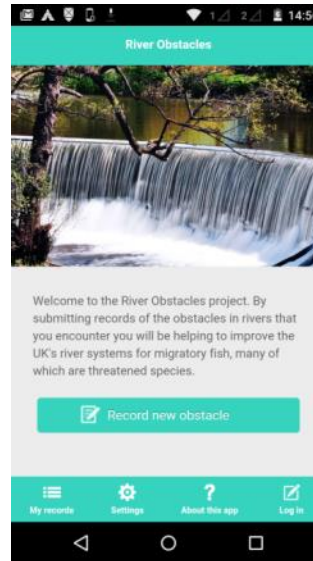 1 2 14:5
River Obstacles
Welcome to the River Obstacles project. By
submitting records of the obstacles in rivers that
you encounter you will be helping to improve the
UK's river systems for migratory fish, many of
which are threatened species.
Record new obstacle
My records Settings About this app Log in